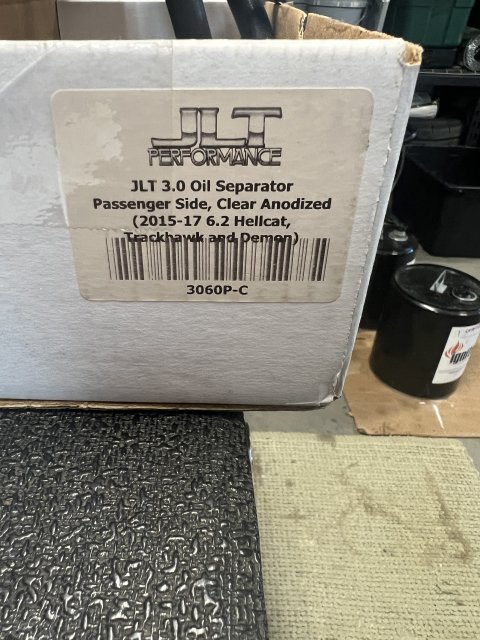 JLT
PERFORMANCE
JLT 3.0 Oil Separator
Passenger Side, Clear Anodized
(2015-17 6.2 Hellcat,
Trackhawk and Demon)
3060P-C